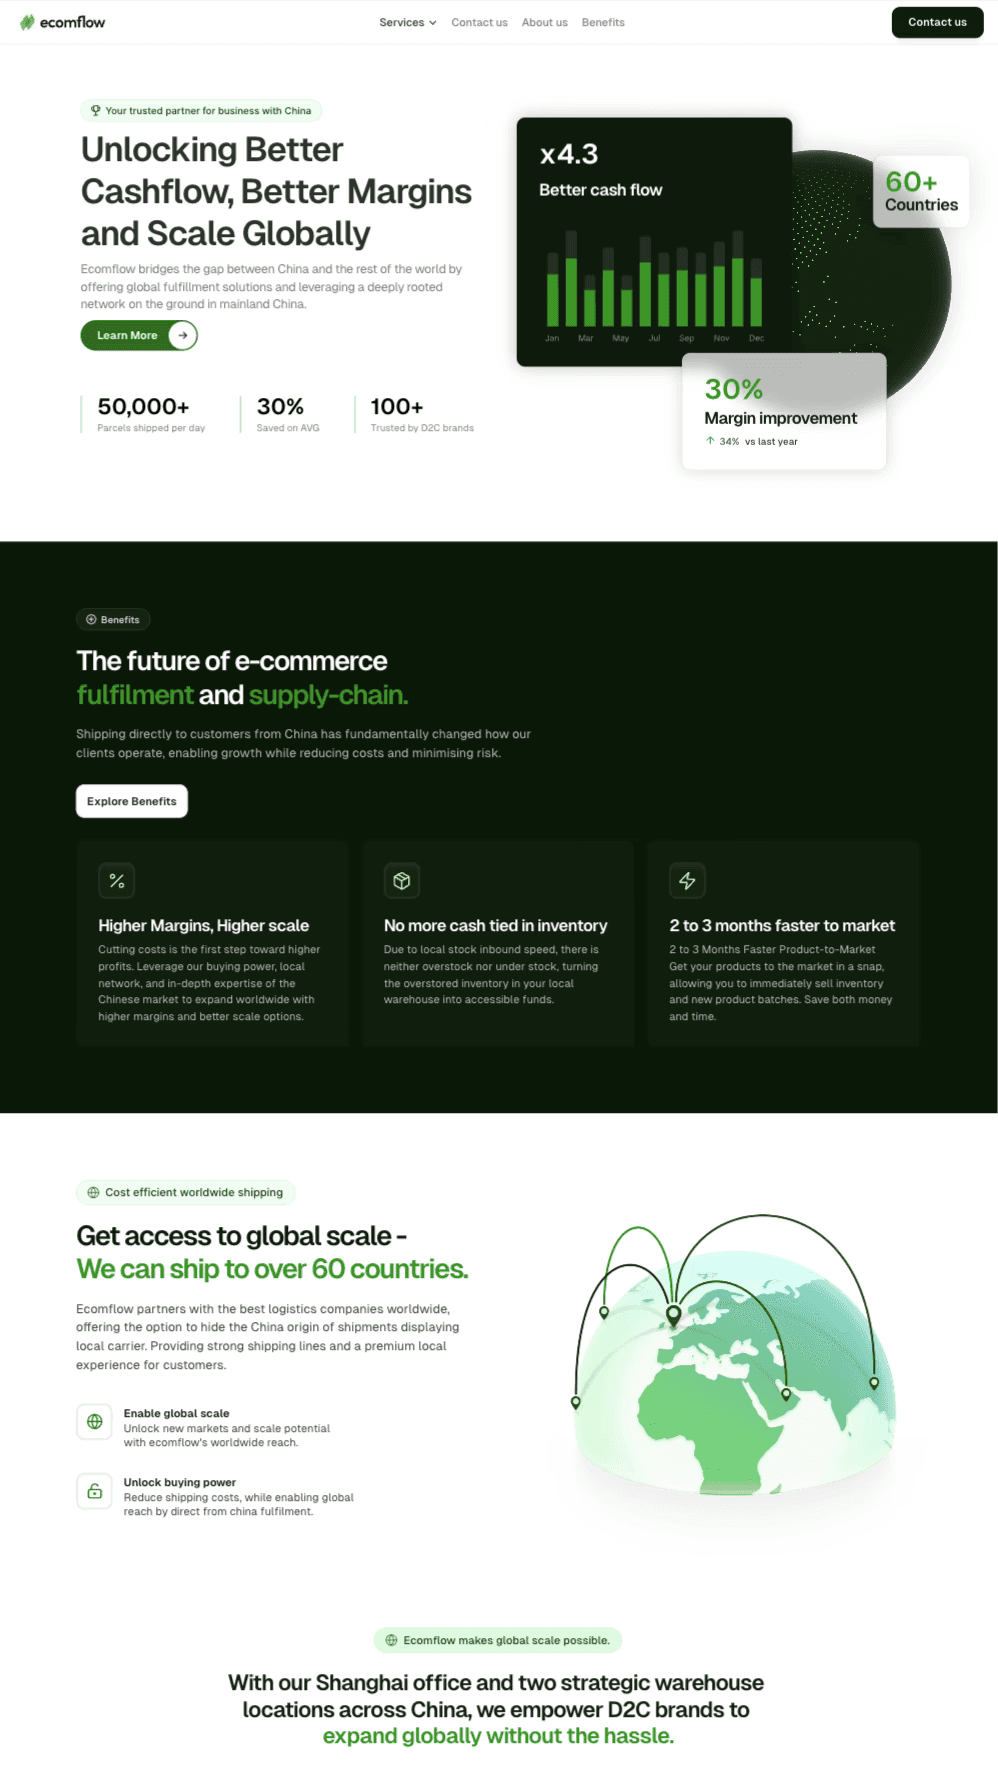 ecomflow
Services
Contact us
About us
Benefits
Contact us
Your trusted partner for business with China
Unlocking Better
Cashflow, Better Margins
and Scale Globally
Ecomflow bridges the gap between China and the rest of the world by
offering global fulfillment solutions and leveraging a deeply rooted
network on the ground in mainland China.
Learn More
50,000+
Parcels shipped per day
30%
Saved on AVG
100+
Trusted by D2C brands
x4.3
Better cash flow
Jan Mar May Jul Sep Nov Dec
60+
Countries
30%
Margin improvement
34% vs last year
Benefits
The future of e-commerce
fulfilment and supply-chain.
Shipping directly to customers from China has fundamentally changed how our
clients operate, enabling growth while reducing costs and minimising risk.
Explore Benefits
Higher Margins, Higher scale
Cutting costs is the first step toward higher
profits. Leverage our buying power, local
network, and in-depth expertise of the
Chinese market to expand worldwide with
higher margins and better scale options.
No more cash tied in inventory
Due to local stock inbound speed, there is
neither overstock nor under stock, turning
the overstored inventory in your local
warehouse into accessible funds.
2 to 3 months faster to market
2 to 3 Months Faster Product-to-Market
Get your products to the market in a snap,
allowing you to immediately sell inventory
and new product batches. Save both money
and time.
Cost efficient worldwide shipping
Get access to global scale -
We can ship to over 60 countries.
Ecomflow partners with the best logistics companies worldwide,
offering the option to hide the China origin of shipments displaying
local carrier. Providing strong shipping lines and a premium local
experience for customers.
Enable global scale
Unlock new markets and scale potential
with ecomflow's worldwide reach.
Unlock buying power
Reduce shipping costs, while enabling global
reach by direct from china fulfilment.
Ecomflow makes global scale possible.
With our Shanghai office and two strategic warehouse
locations across China, we empower D2C brands to
expand globally without the hassle.